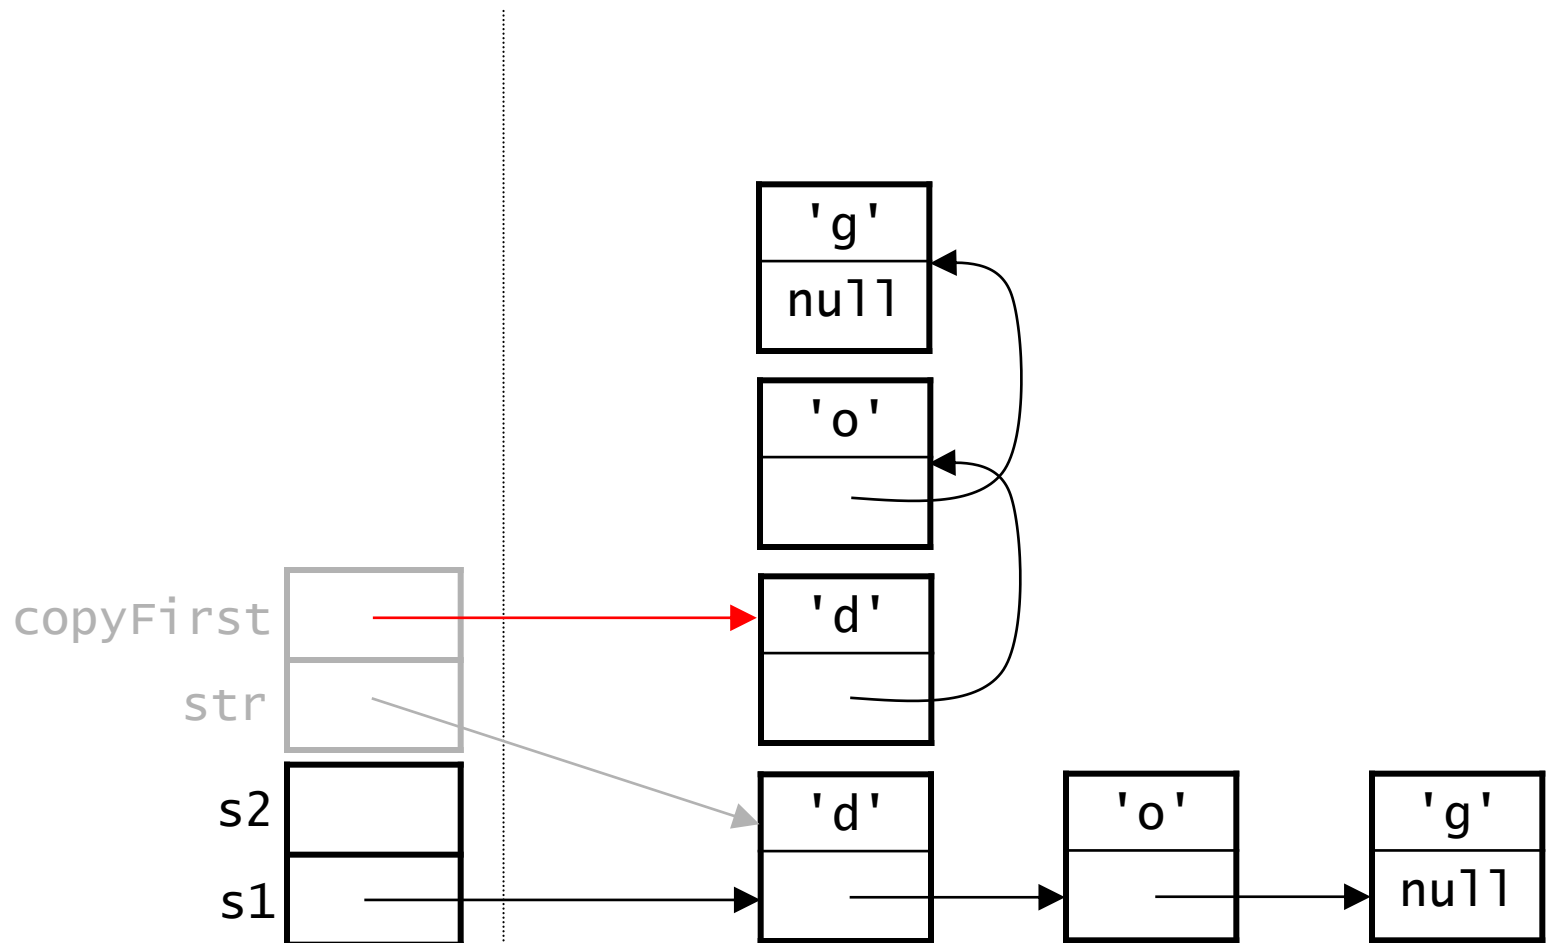 'g'
null
'o'
copyFirst
'd'
str
s2
'd' 'o' 'g'
s1
null